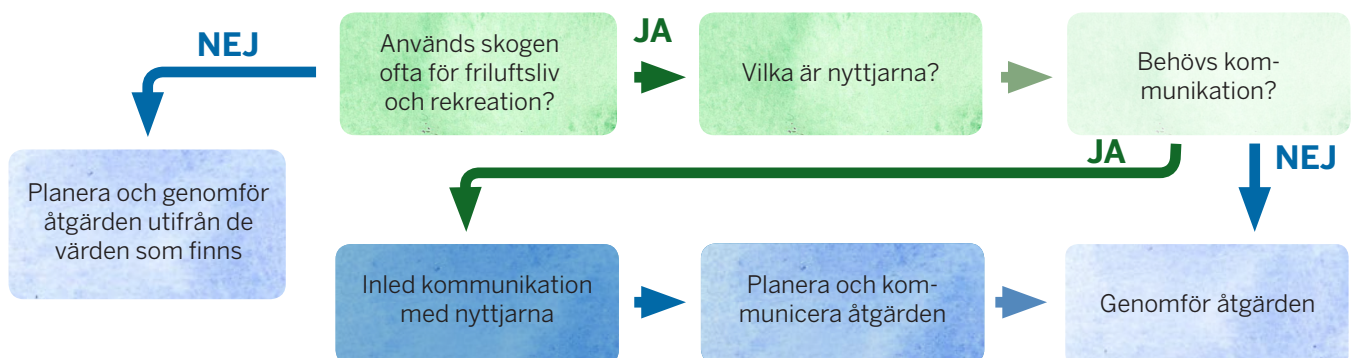 NEJ
Används skogen
ofta för friluftsliv
och rekreation?
JA
Vilka är nyttjarna?
Behövs kom-
munikation?
JA
NEJ
Planera och genomför
åtgärden utifrån de
värden som finns
Inled kommunikation
med nyttjarna
Planera och kom-
municera åtgärden
Genomför åtgärden